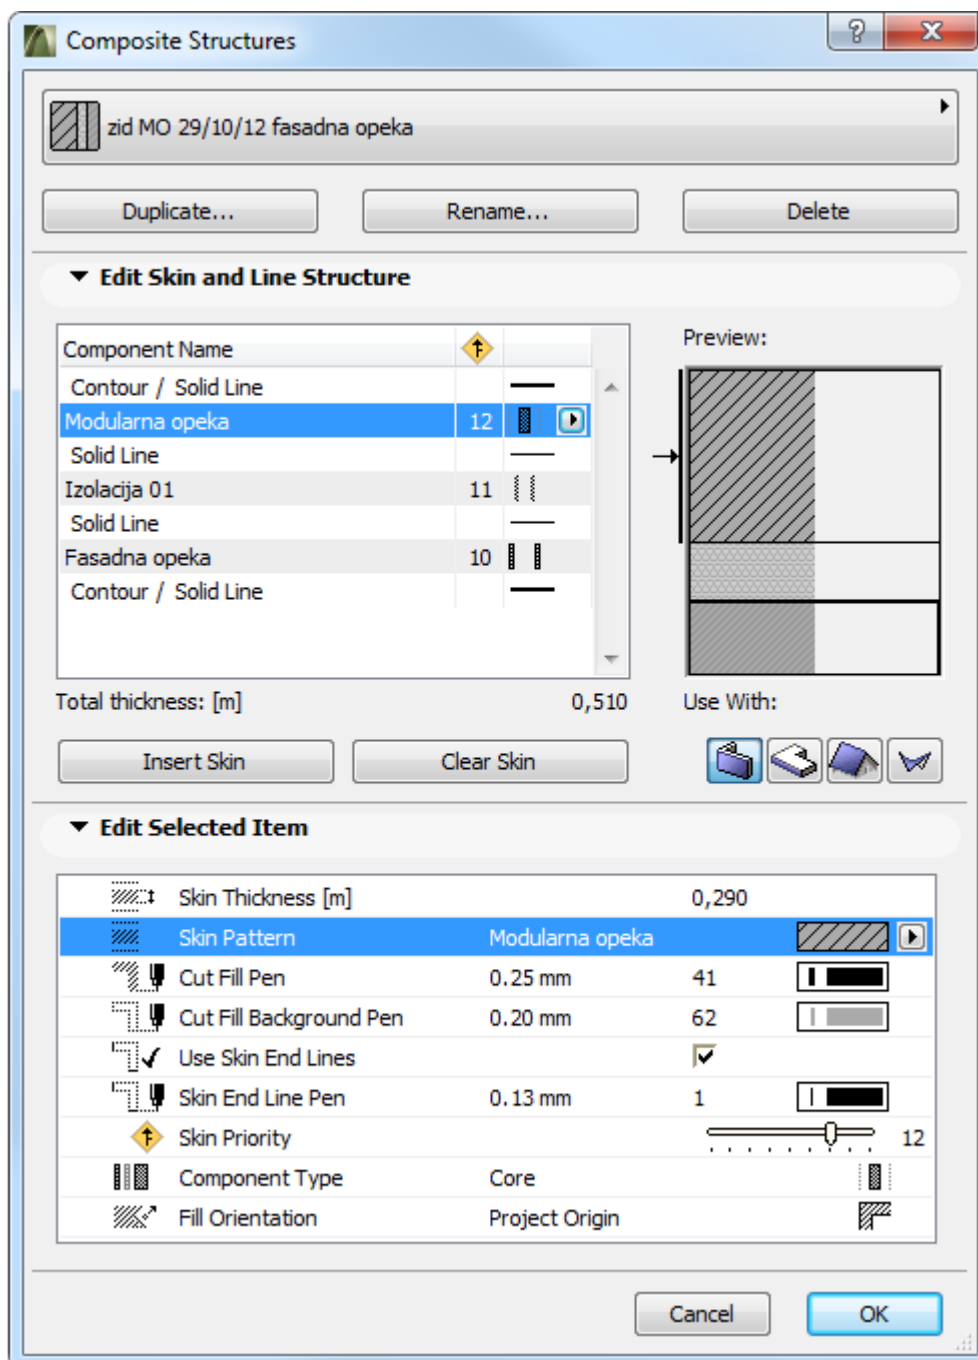 Composite Structures
zid MO 29/10/12 fasadna opeka
Duplicate... Rename... Delete
Edit Skin and Line Structure
Component Name
Preview:
Contour / Solid Line
Modularna opeka 12
Solid Line
Izolacija 01 11
Solid Line
Fasadna opeka 10
Contour / Solid Line
Total thickness: [m] 0,510 Use With:
Insert Skin Clear Skin
Edit Selected Item
Skin Thickness [m] 0,290
Skin Pattern Modularna opeka
Cut Fill Pen 0.25 mm 41
Cut Fill Background Pen 0.20 mm 62
Use Skin End Lines
Skin End Line Pen 0.13 mm 1
Skin Priority 12
Component Type Core
Fill Orientation Project Origin
Cancel OK